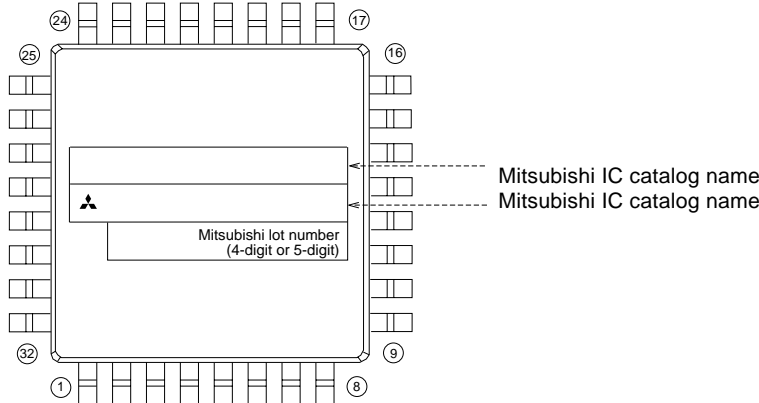 24
17
25
16
Mitsubishi IC catalog name
Mitsubishi IC catalog name
Mitsubishi lot number
(4-digit or 5-digit)
32
9
1
8